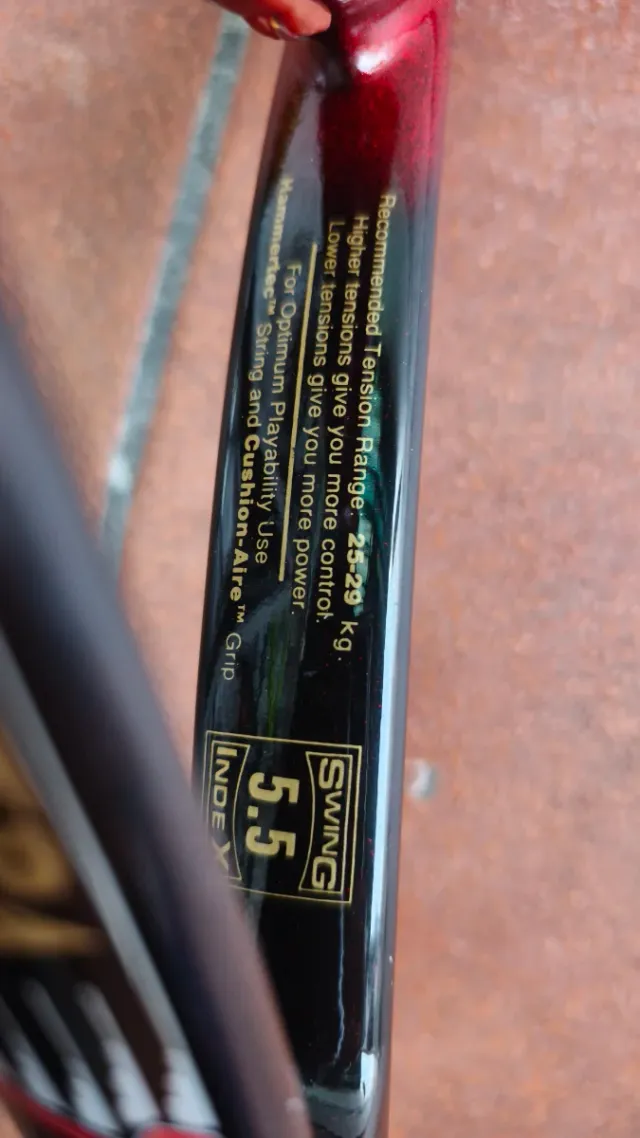 Recommended Tension Range: 25-29 kg.
Higher tensions give you more control.
Lower tensions give you more power.
For Optimum Playability Use
Hammertec™ String and Cushion-Aire™ Grip
SWING
5.5
INDEX